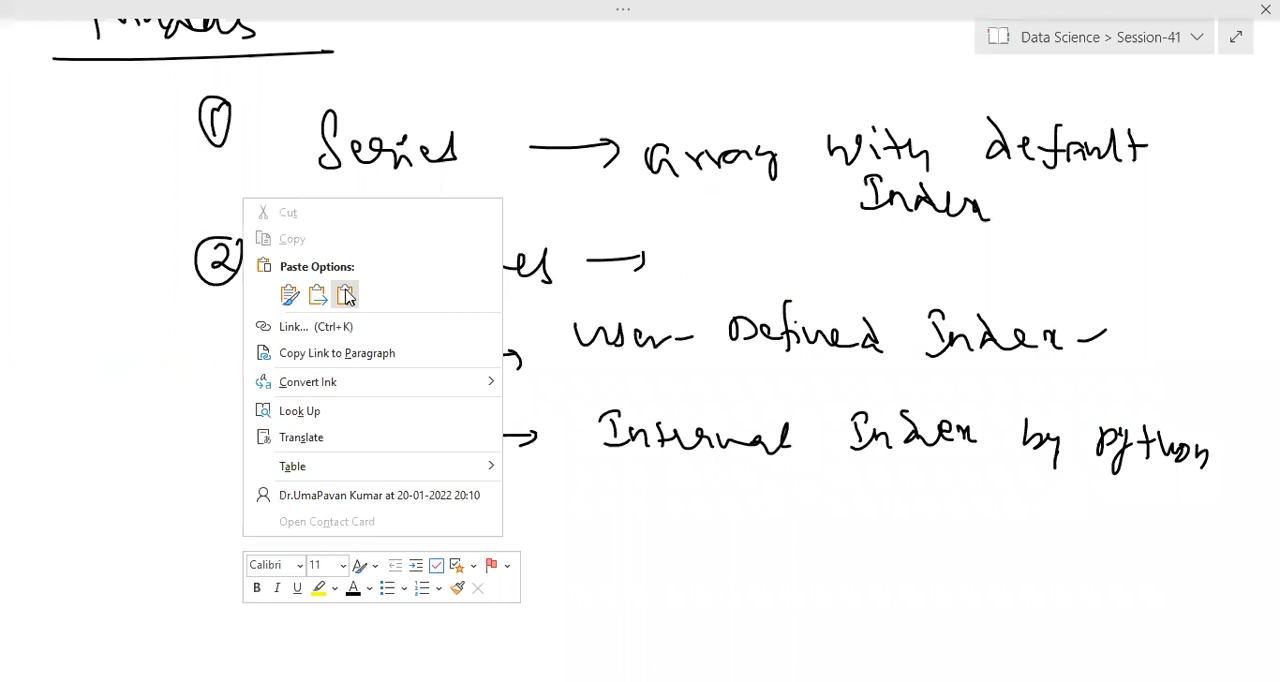 Data Science > Session-41
① Series → array with default
Index
② es →
→ User-Defined Index -
→ Internal Index by python
Cut
Copy
Paste Options:
Link... (Ctrl+K)
Copy Link to Paragraph
Convert Ink
Look Up
Translate
Table
Dr.UmaPavan Kumar at 20-01-2022 20:10
Open Contact Card
Calibri 11
B I U A